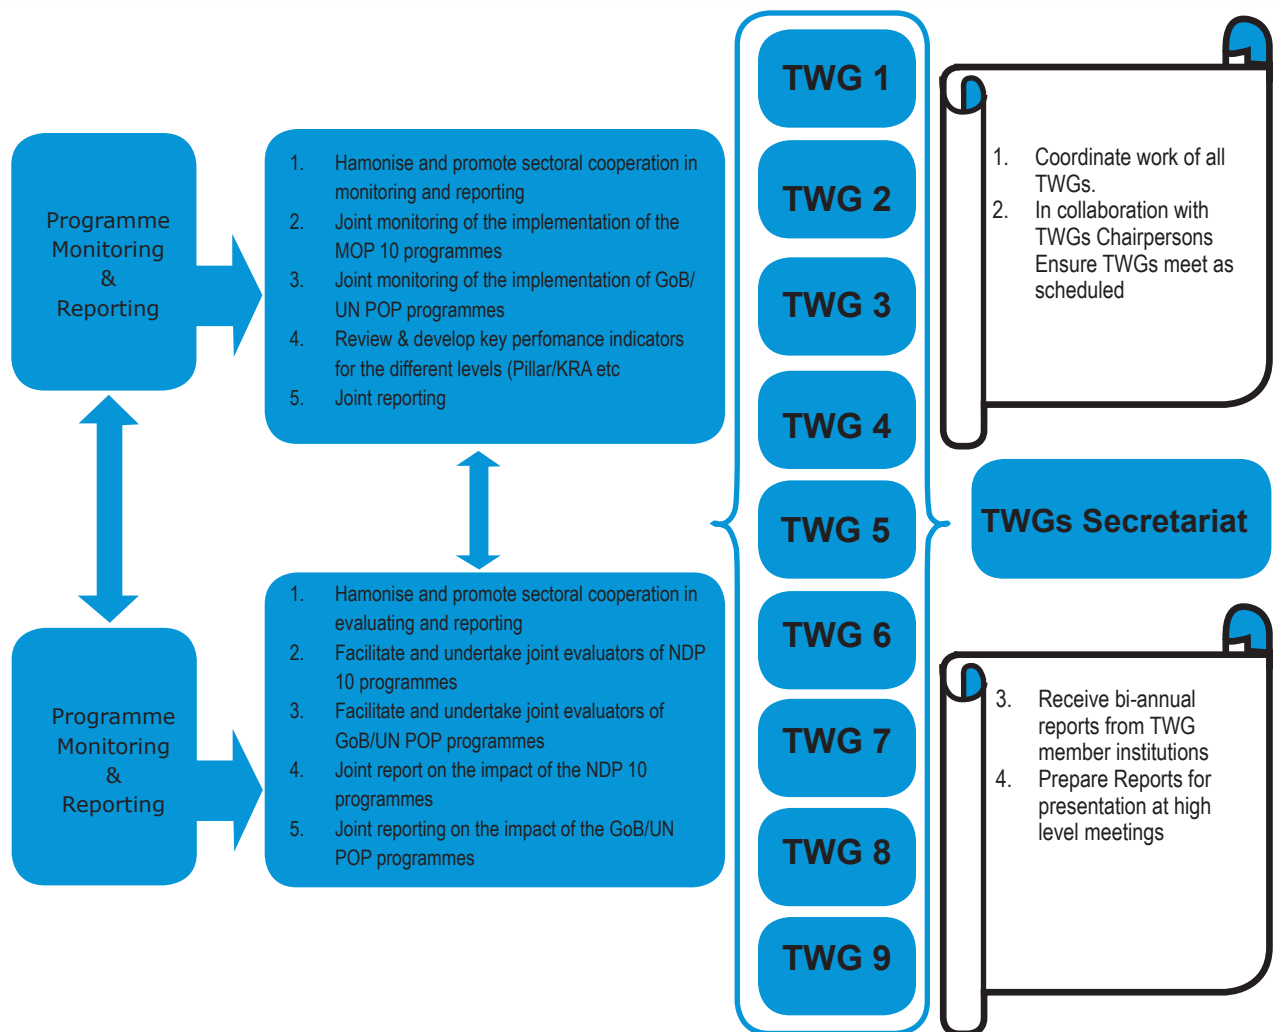 Programme
Monitoring
&
Reporting
1. Hamonise and promote sectoral cooperation in
monitoring and reporting
2. Joint monitoring of the implementation of the
MOP 10 programmes
3. Joint monitoring of the implementation of GoB/
UN POP programmes
4. Review & develop key perfomance indicators
for the different levels (Pillar/KRA etc
5. Joint reporting
Programme
Monitoring
&
Reporting
1. Hamonise and promote sectoral cooperation in
evaluating and reporting
2. Facilitate and undertake joint evaluators of NDP
10 programmes
3. Facilitate and undertake joint evaluators of
GoB/UN POP programmes
4. Joint report on the impact of the NDP 10
programmes
5. Joint reporting on the impact of the GoB/UN
POP programmes
TWG 1
TWG 2
TWG 3
TWG 4
TWG 5
TWG 6
TWG 7
TWG 8
TWG 9
1. Coordinate work of all
TWGs.
2. In collaboration with
TWGs Chairpersons
Ensure TWGs meet as
scheduled
TWGs Secretariat
3. Receive bi-annual
reports from TWG
member institutions
4. Prepare Reports for
presentation at high
level meetings